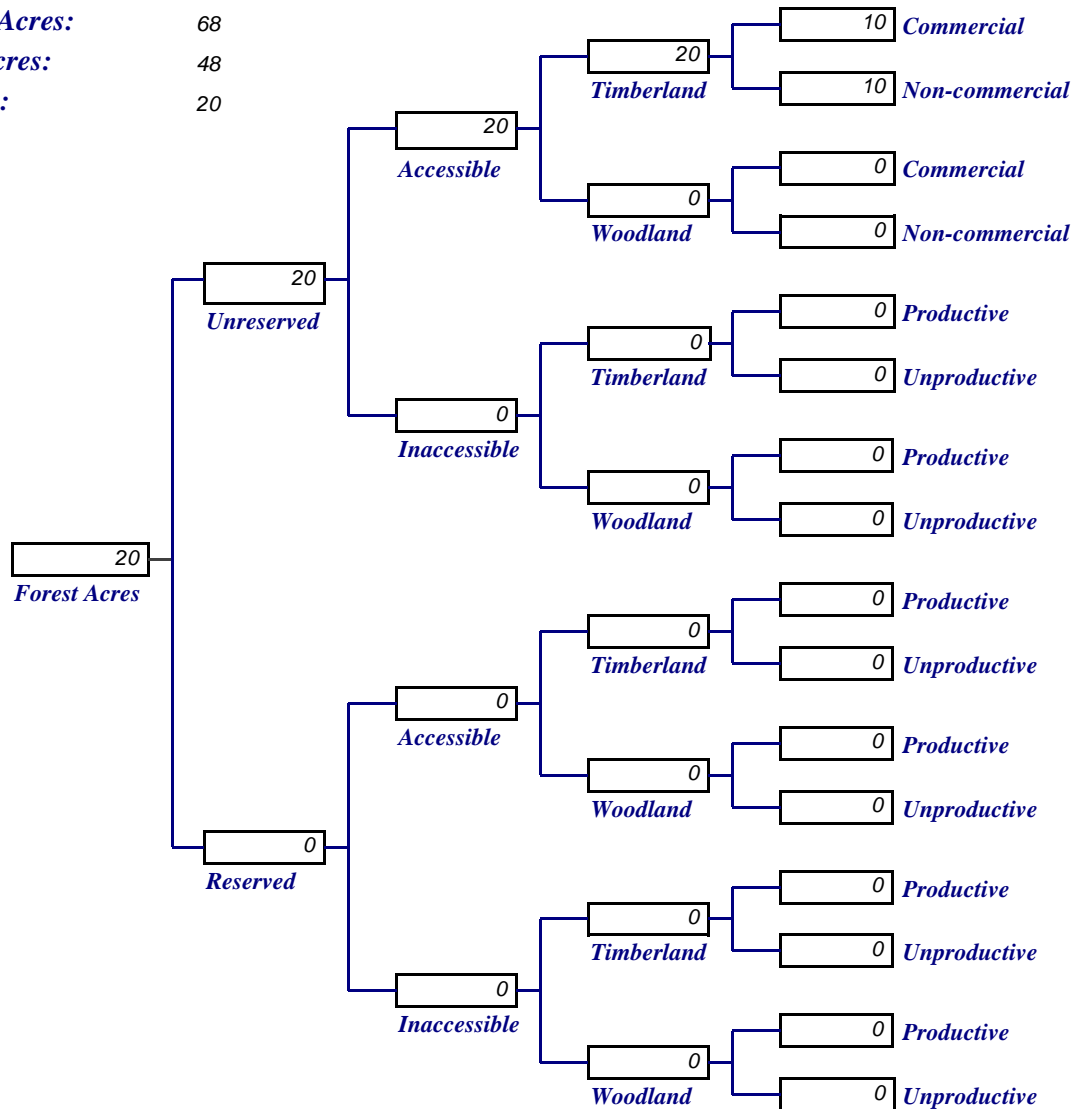 Acres: 68
cres: 48
: 20
10 Commercial
20
Timberland
10 Non-commercial
20
Accessible
0 Commercial
0
Woodland
0 Non-commercial
20
Unreserved
0 Productive
0
Timberland
0 Unproductive
0
Inaccessible
0 Productive
0
Woodland
0 Unproductive
20
Forest Acres
0 Productive
0
Timberland
0 Unproductive
0
Accessible
0 Productive
0
Woodland
0 Unproductive
0
Reserved
0 Productive
0
Timberland
0 Unproductive
0
Inaccessible
0 Productive
0
Woodland
0 Unproductive